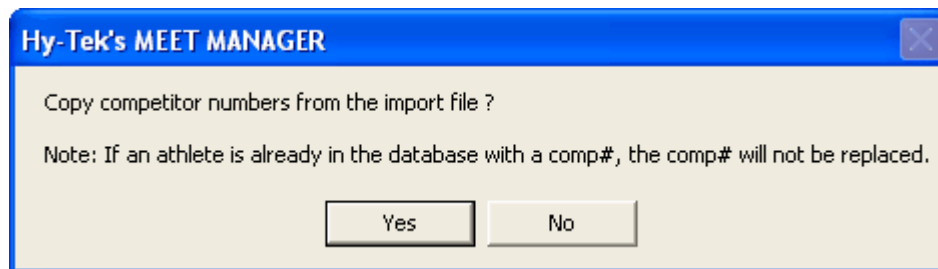 Hy-Tek's MEET MANAGER
Copy competitor numbers from the import file ?
Note: If an athlete is already in the database with a comp#, the comp# will not be replaced.
Yes No